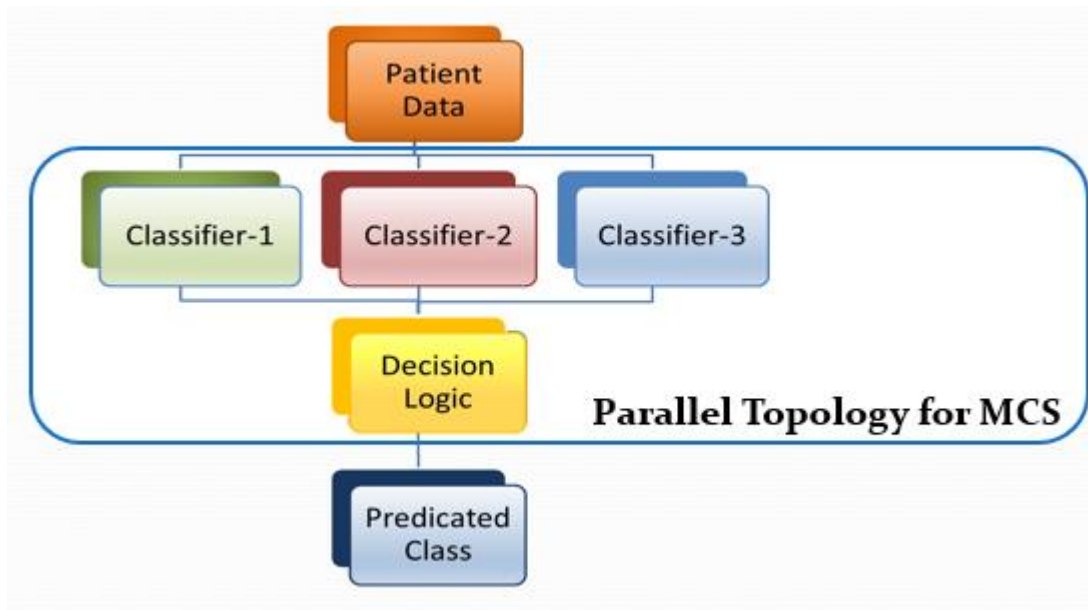 Patient
Data
Classifier-1
Classifier-2
Classifier-3
Decision
Logic
Parallel Topology for MCS
Predicated
Class